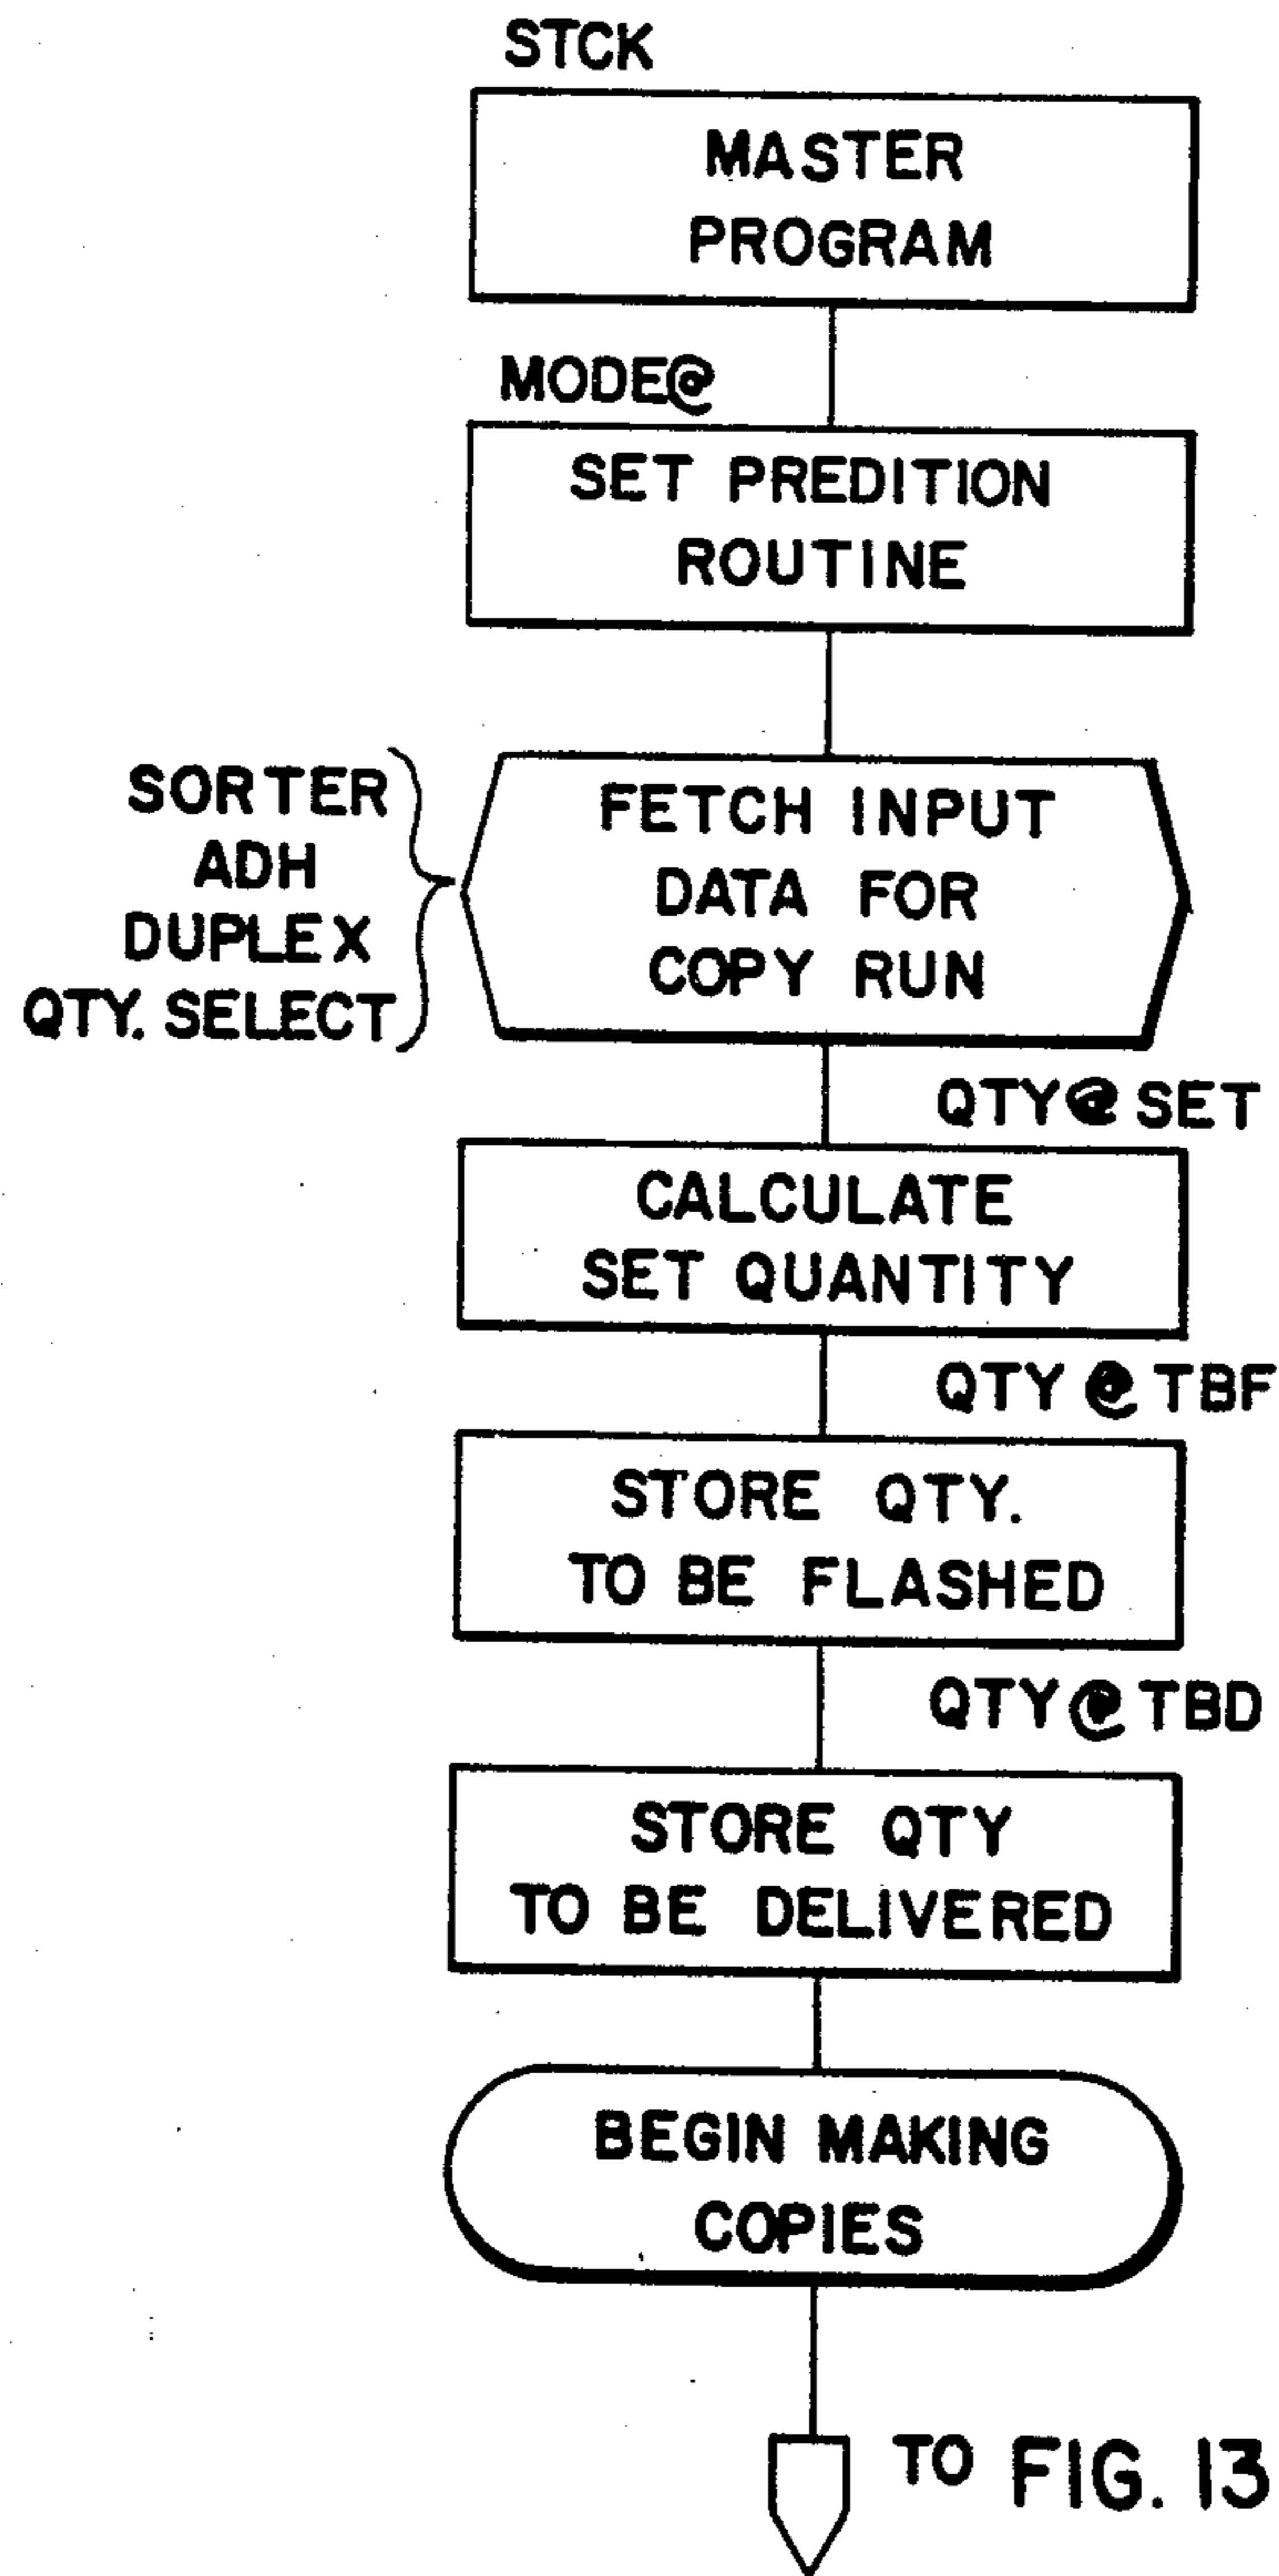 STCK
MASTER
PROGRAM
MODE@
SET PREDITION
ROUTINE
SORTER
ADH
DUPLEX
QTY. SELECT
FETCH INPUT
DATA FOR
COPY RUN
QTY@ SET
CALCULATE
SET QUANTITY
QTY @ TBF
STORE QTY.
TO BE FLASHED
QTY@ TBD
STORE QTY
TO BE DELIVERED
BEGIN MAKING
COPIES
TO FIG. 13